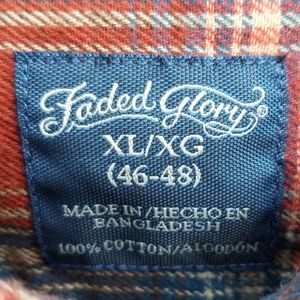 Faded Glory®
XL/XG
(46-48)
MADE IN/HECHO EN
BANGLADESH
100% COTTON/ALGODÓN